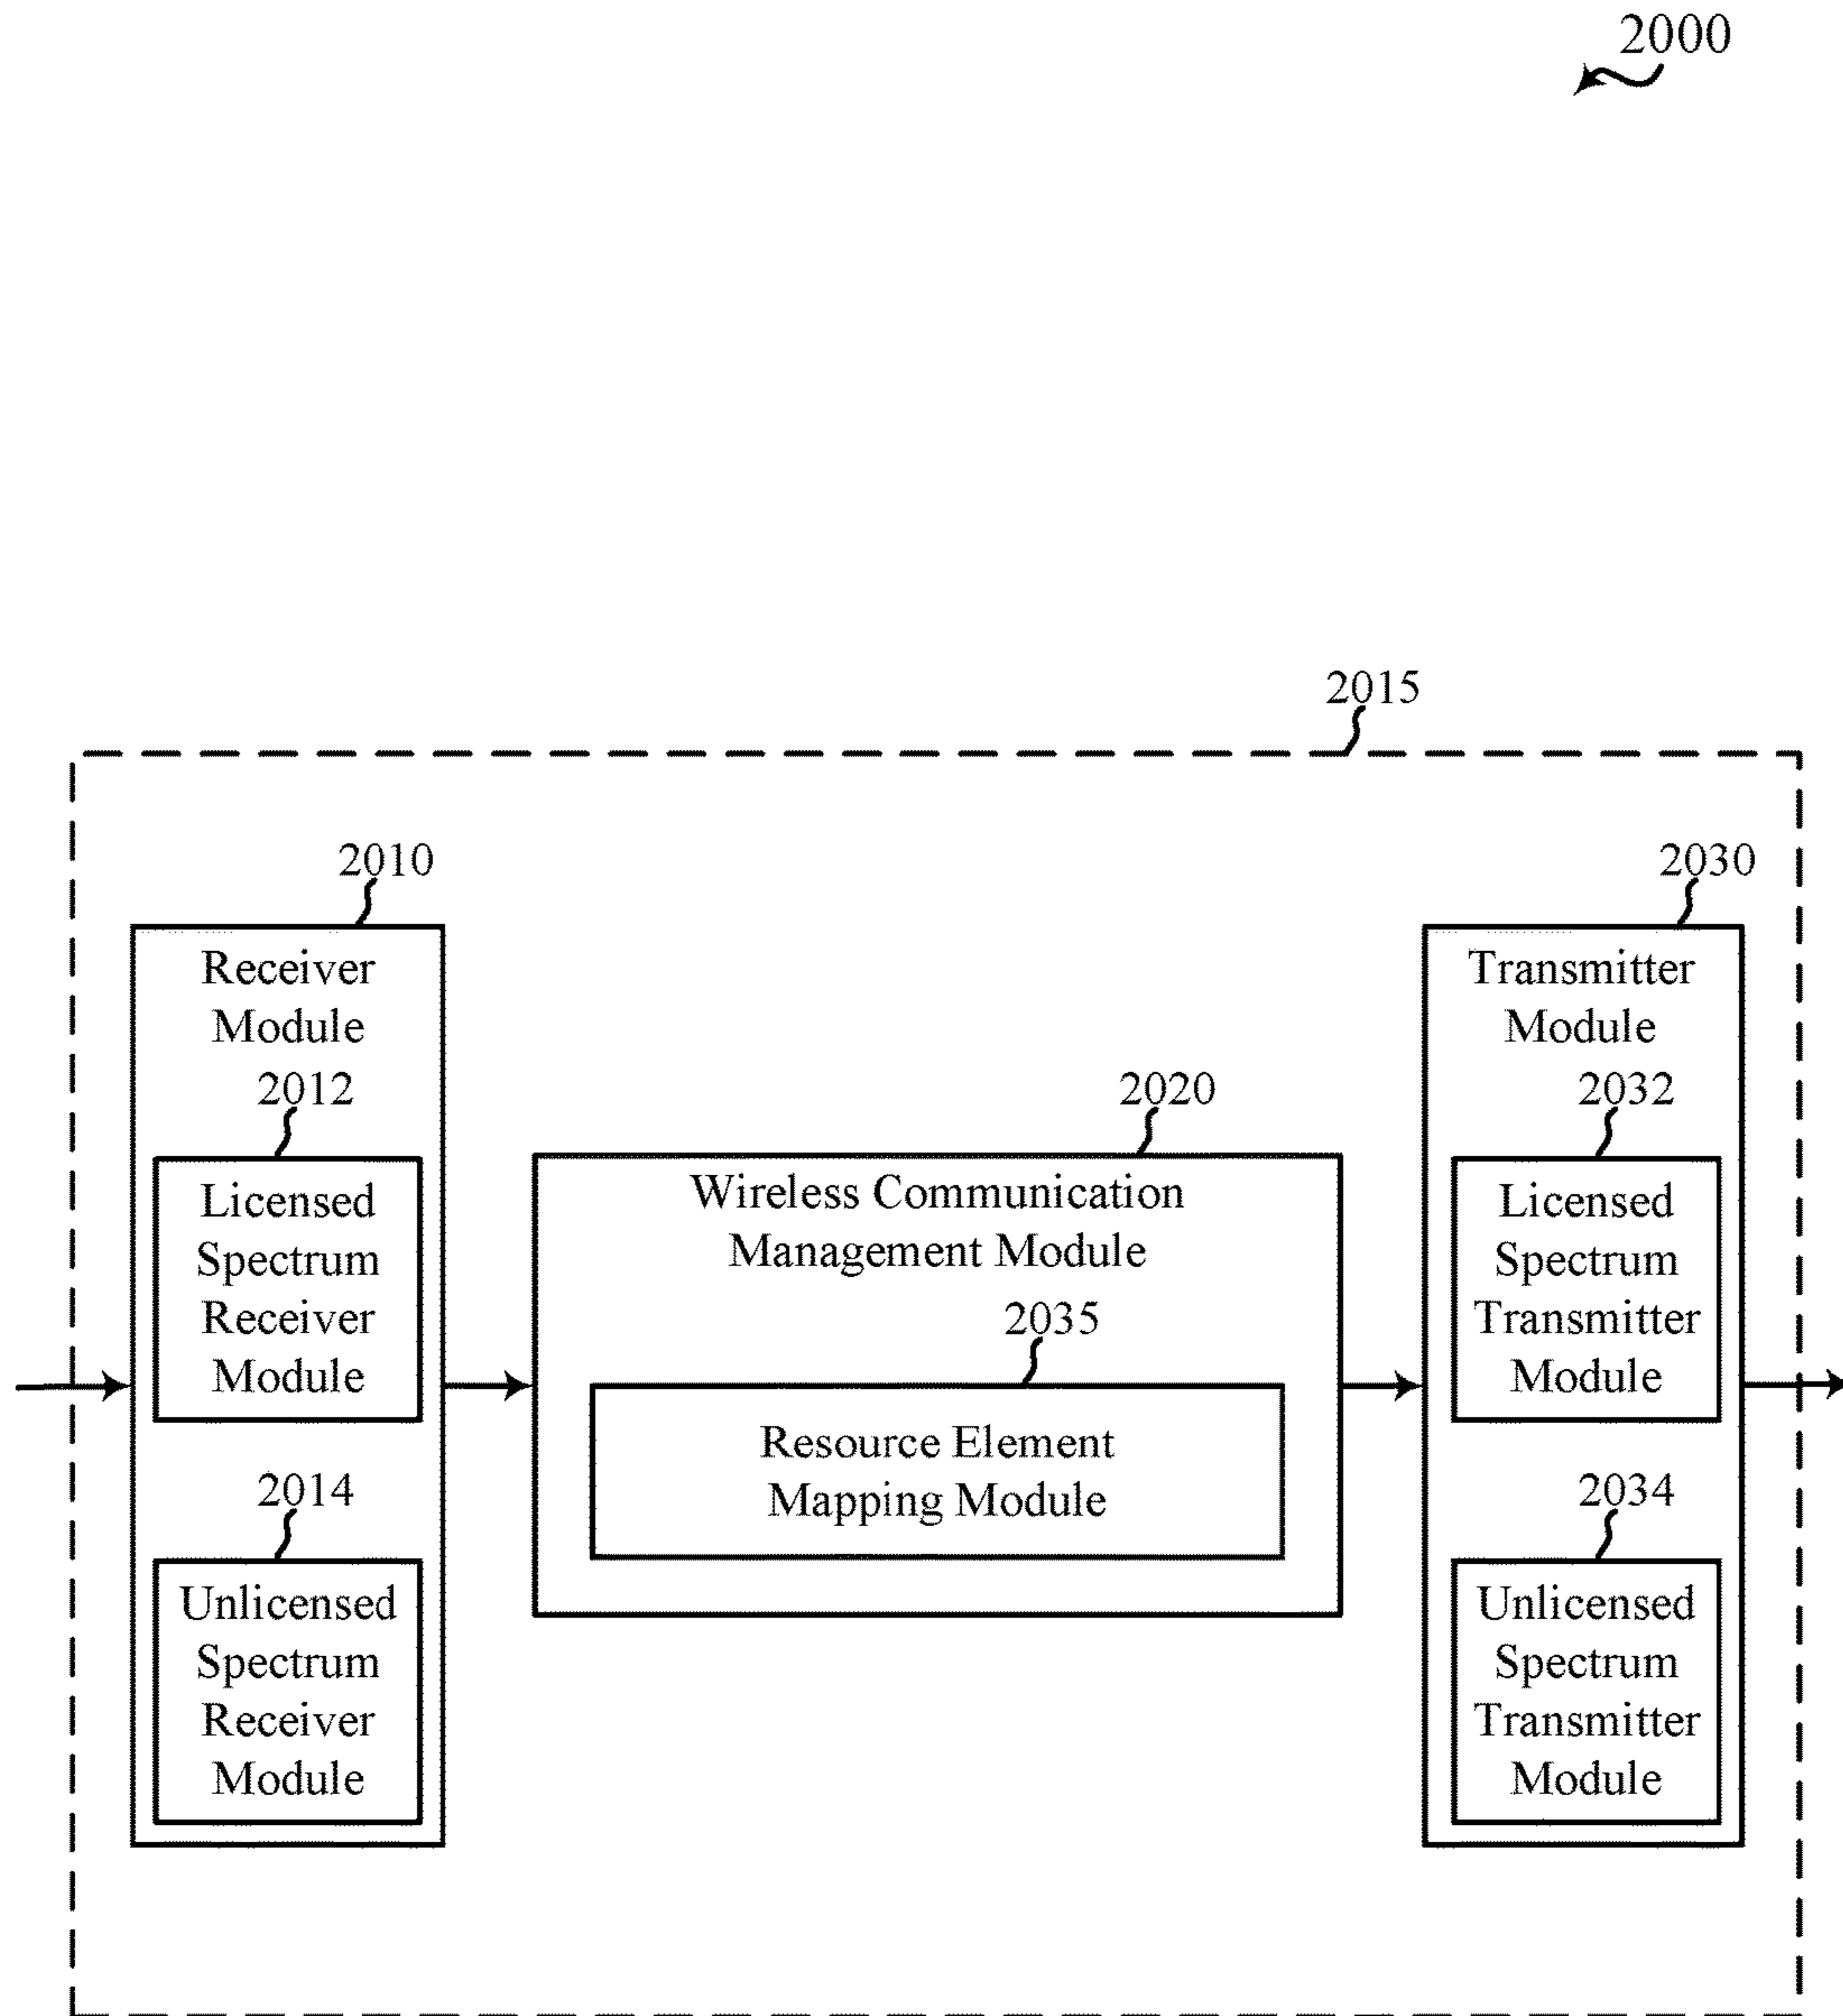 2000
2015
2010
Receiver
Module
2012
Licensed
Spectrum
Receiver
Module
2014
Unlicensed
Spectrum
Receiver
Module
2020
Wireless Communication
Management Module
2035
Resource Element
Mapping Module
2030
Transmitter
Module
2032
Licensed
Spectrum
Transmitter
Module
2034
Unlicensed
Spectrum
Transmitter
Module